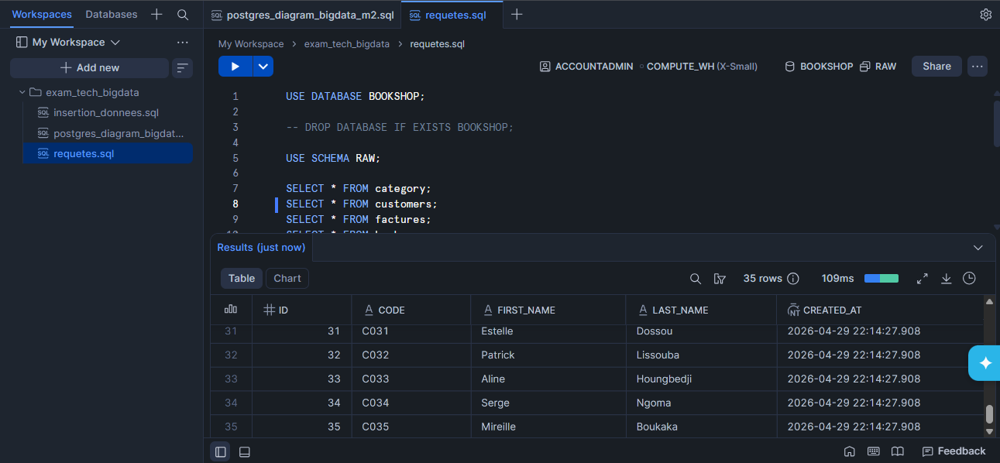 Workspaces Databases
postgres_diagram_bigdata_m2.sql
requetes.sql
My Workspace
Add new
exam_tech_bigdata
insertion_donnees.sql
postgres_diagram_bigdat...
requetes.sql
My Workspace > exam_tech_bigdata > requetes.sql
ACCOUNTADMIN COMPUTE_WH (X-Small) BOOKSHOP RAW Share
1 USE DATABASE BOOKSHOP;
2
3 -- DROP DATABASE IF EXISTS BOOKSHOP;
4
5 USE SCHEMA RAW;
6
7 SELECT * FROM category;
8 SELECT * FROM customers;
9 SELECT * FROM factures;
10 SELECT * FROM
Results (just now)
Table Chart 35 rows 109ms
ID CODE FIRST_NAME LAST_NAME CREATED_AT
31 31 C031 Estelle Dossou 2026-04-29 22:14:27.908
32 32 C032 Patrick Lissouba 2026-04-29 22:14:27.908
33 33 C033 Aline Houngbedji 2026-04-29 22:14:27.908
34 34 C034 Serge Ngoma 2026-04-29 22:14:27.908
35 35 C035 Mireille Boukaka 2026-04-29 22:14:27.908
Feedback